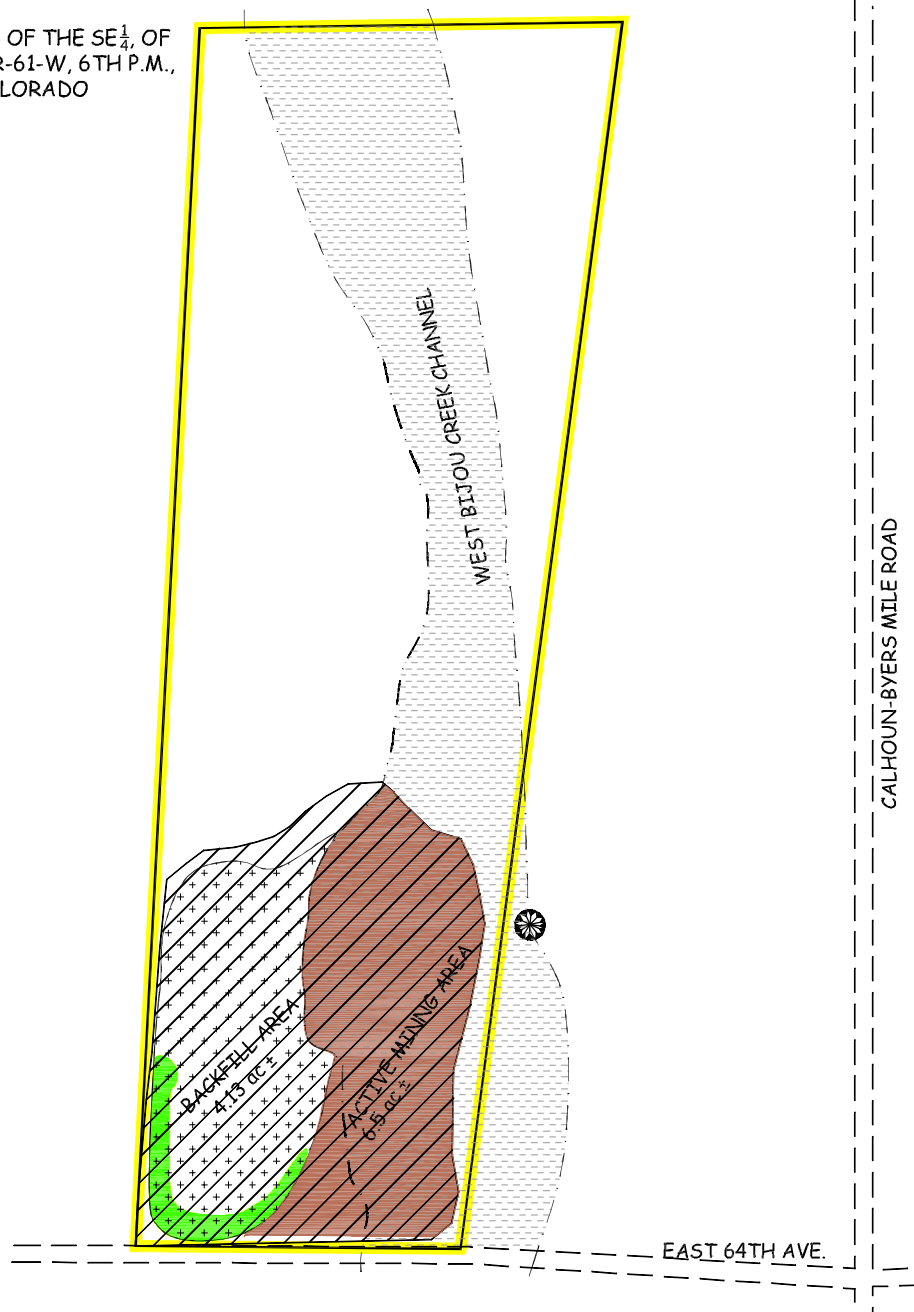 OF THE SE1/4, OF
R-61-W, 6TH P.M.,
LORADO
WEST BIJOU CREEK CHANNEL
CALHOUN-BYERS MILE ROAD
BACKFILL AREA
4.13 ac ±
ACTIVE MINNG AREA
6.5 ac ±
EAST 64TH AVE.